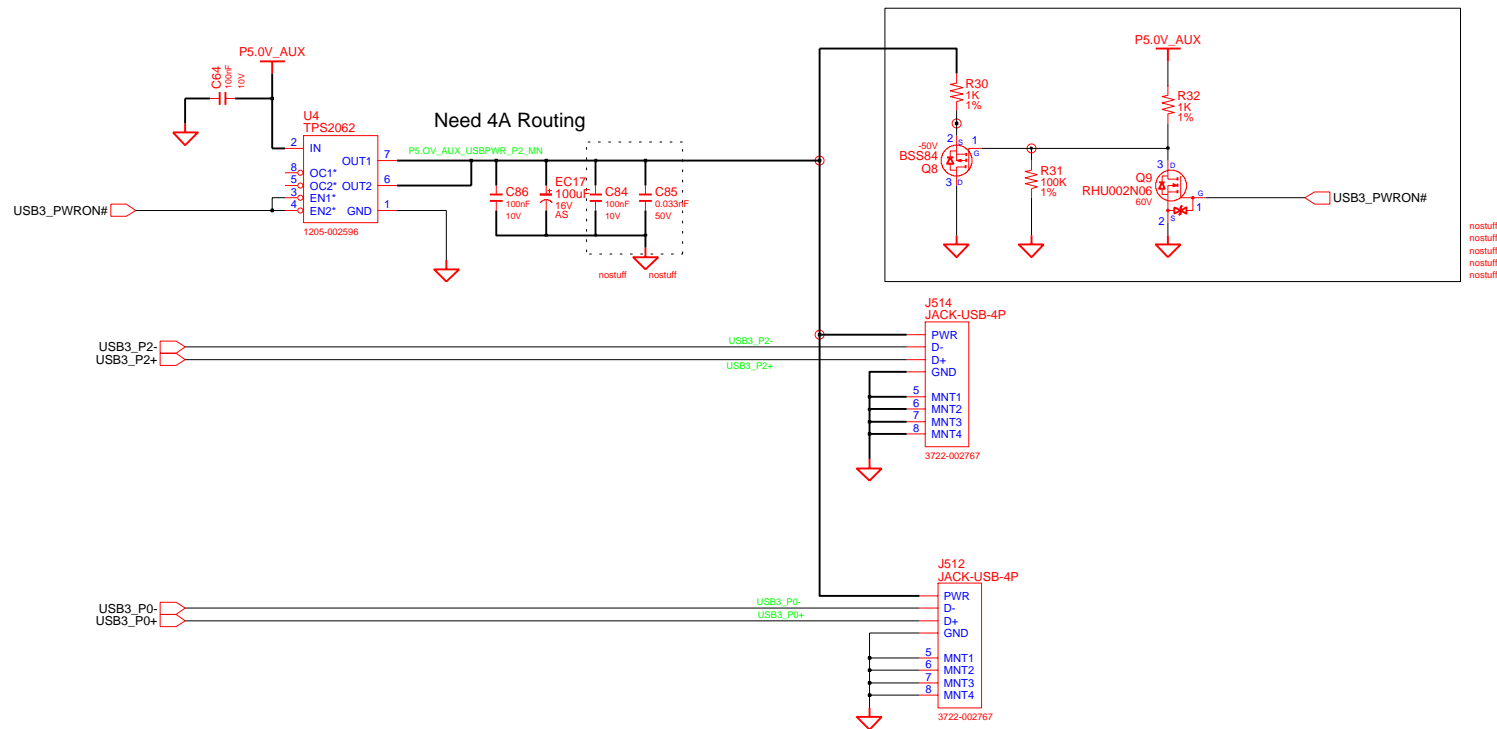 P5.0V_AUX
C64
100nF
10V
U4
TPS2062
2
IN
8
OC1*
5
OC2*
3
EN1*
4
EN2*
OUT1
7
OUT2
6
GND
1
1205-002596
USB3_PWRON#
Need 4A Routing
P5.0V_AUX_USBPWR_P2_MN
C86
100nF
10V
EC17
100uF
16V
AS
C84
100nF
10V
C85
0.033nF
50V
nostuff
nostuff
P5.0V_AUX
R30
1K
1%
R32
1K
1%
-50V
BSS84
Q8
2
S
1
G
3
D
R31
100K
1%
3
D
Q9
RHU002N06
60V
G
1
2
S
USB3_PWRON#
nostuff
nostuff
nostuff
nostuff
nostuff
J514
JACK-USB-4P
PWR
D-
D+
GND
5
MNT1
6
MNT2
7
MNT3
8
MNT4
3722-002767
USB3_P2-
USB3_P2+
USB3_P2-
USB3_P2+
J512
JACK-USB-4P
PWR
D-
D+
GND
5
MNT1
6
MNT2
7
MNT3
8
MNT4
3722-002767
USB3_P0-
USB3_P0+
USB3_P0-
USB3_P0+